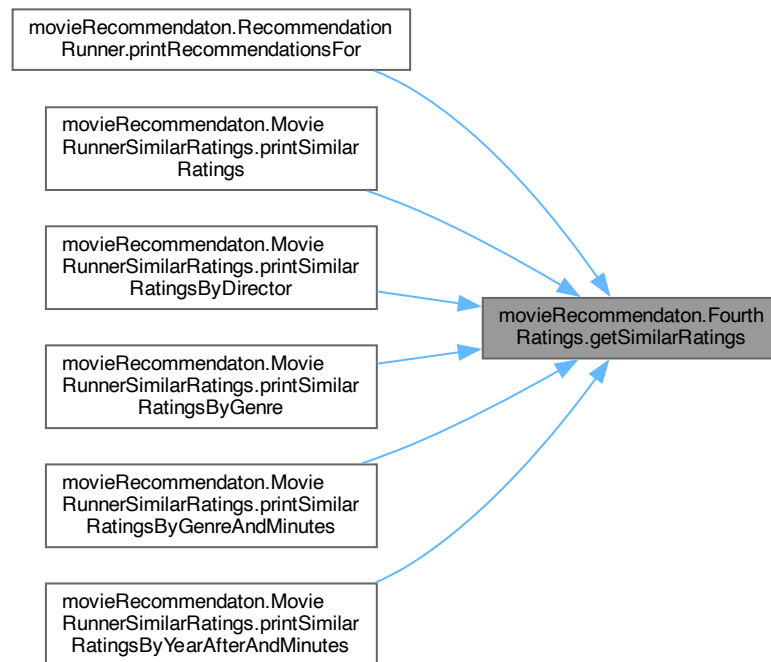 movieRecommendaton.Recommendation
Runner.printRecommendationsFor
movieRecommendaton.Movie
RunnerSimilarRatings.printSimilar
Ratings
movieRecommendaton.Movie
RunnerSimilarRatings.printSimilar
RatingsByDirector
movieRecommendaton.Fourth
Ratings.getSimilarRatings
movieRecommendaton.Movie
RunnerSimilarRatings.printSimilar
RatingsByGenre
movieRecommendaton.Movie
RunnerSimilarRatings.printSimilar
RatingsByGenreAndMinutes
movieRecommendaton.Movie
RunnerSimilarRatings.printSimilar
RatingsByYearAfterAndMinutes